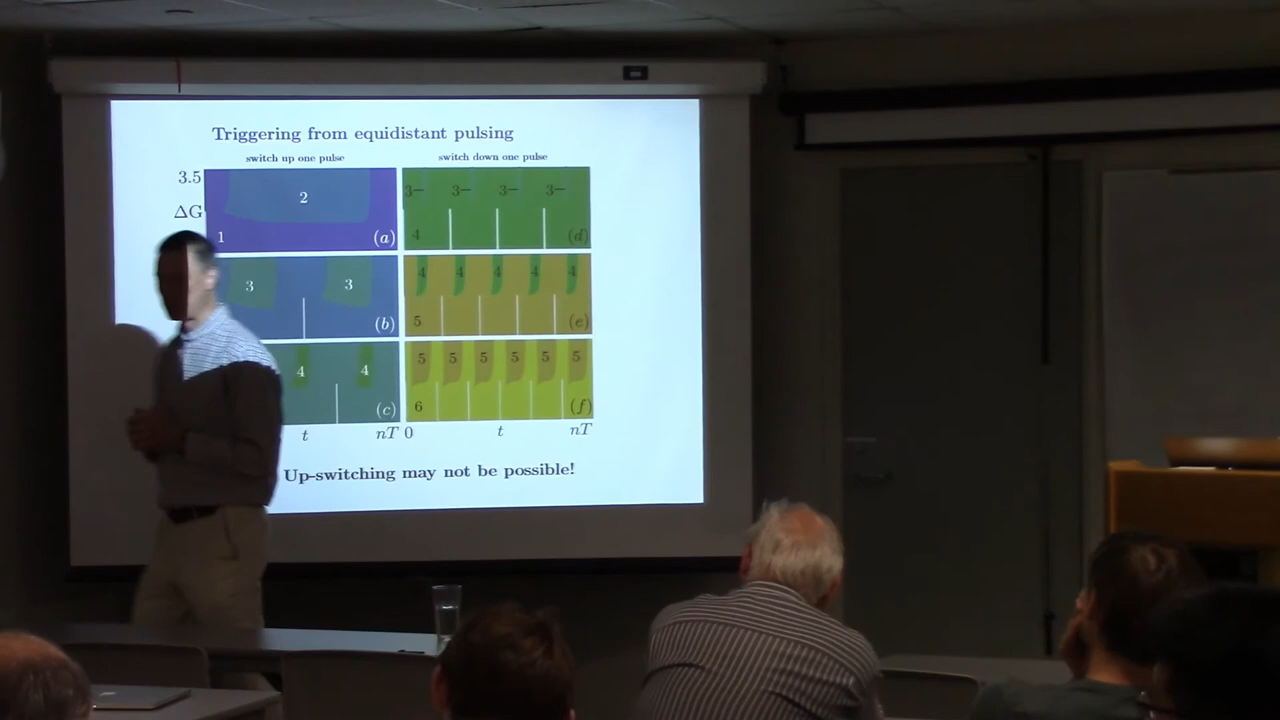 Triggering from equidistant pulsing
switch up one pulse
switch down one pulse
3.5
ΔG
2
1
(a)
3− 3− 3− 3−
4
(d)
3 3
(b)
4 4 4 4 4
5
(e)
4 4
(c)
5 5 5 5 5 5
6
(f)
t nT 0 t nT
Up-switching may not be possible!